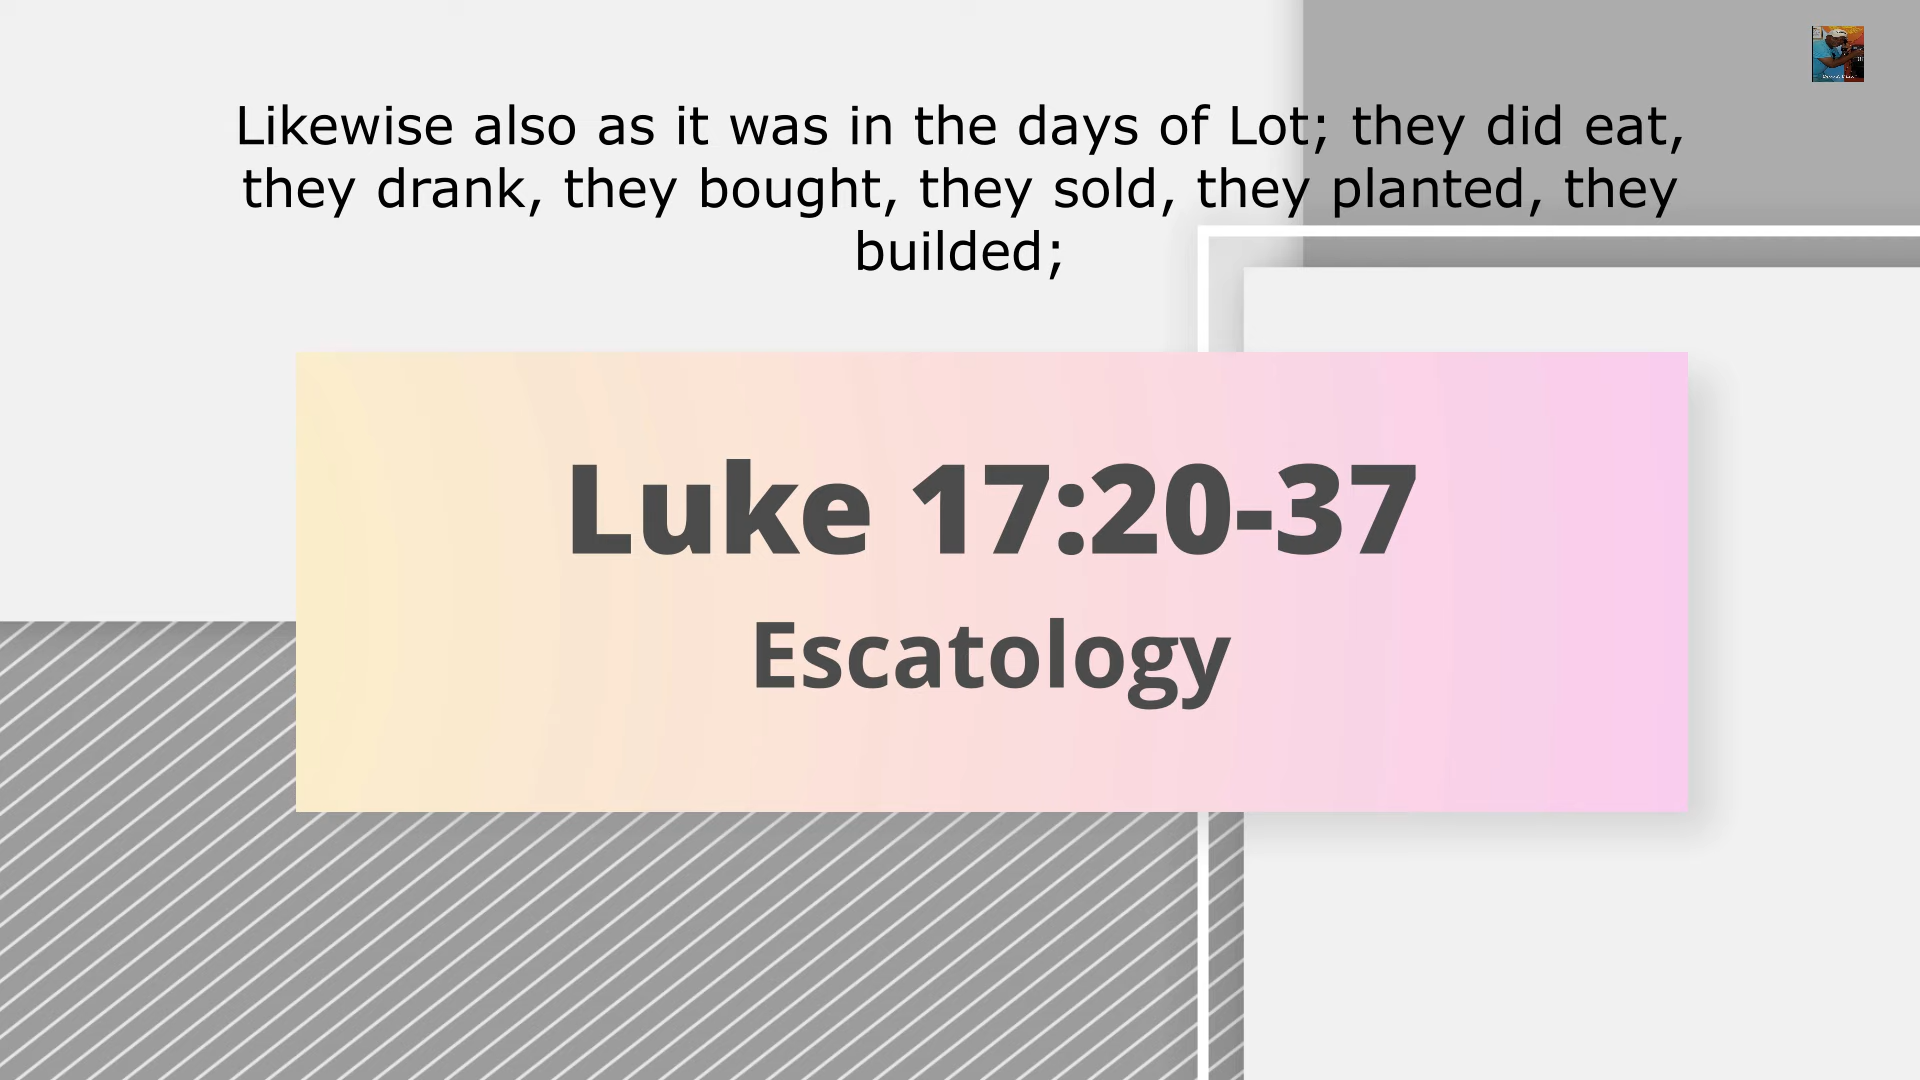 Likewise also as it was in the days of Lot; they did eat,
they drank, they bought, they sold, they planted, they
builded;
Luke 17:20-37
Escatology